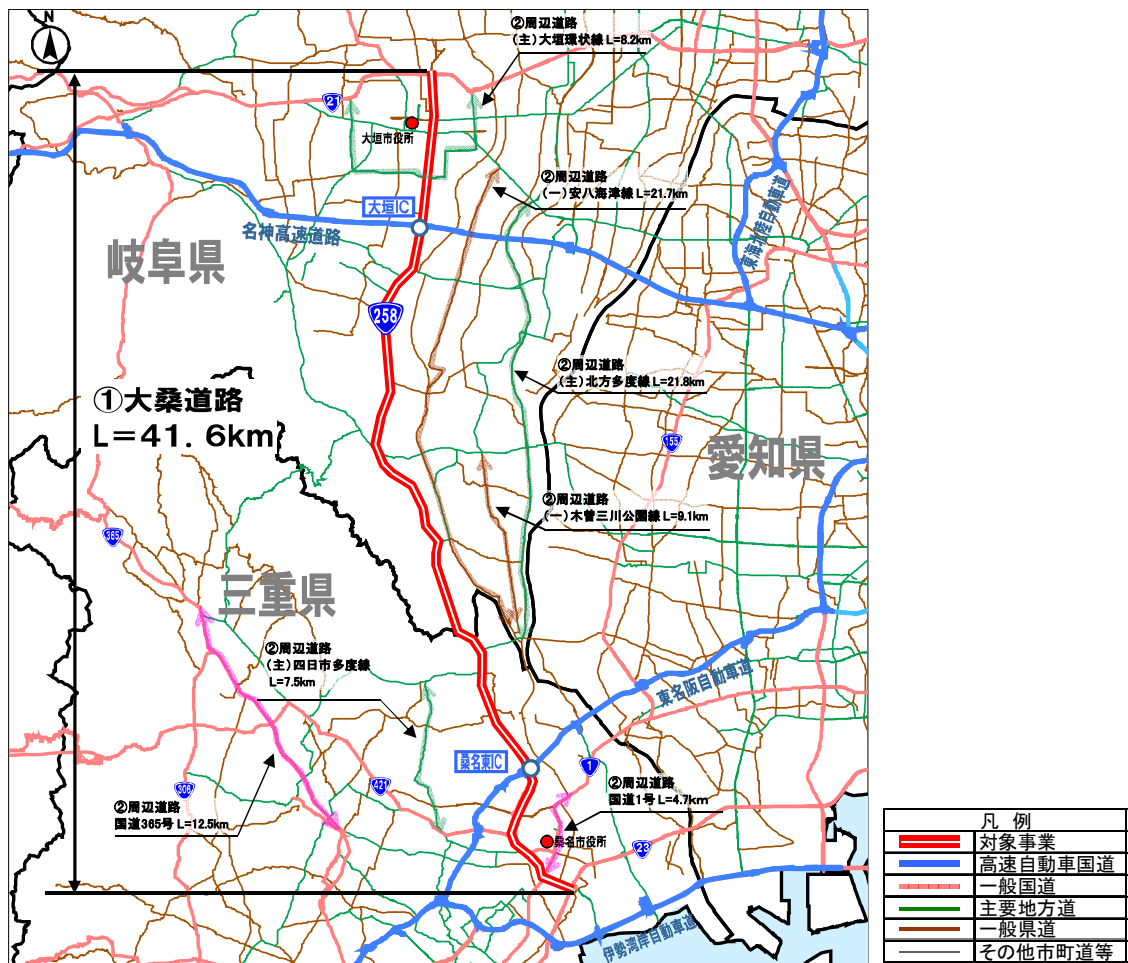 N
②周辺道路
(主)大垣環状線 L=8.2km
21
大垣市役所
②周辺道路
(一)安八海津線 L=21.7km
大垣IC
名神高速道路
東海北陸自動車道
岐阜県
258
②周辺道路
(主)北方多度線 L=21.8km
①大桑道路
L=41.6km
155
愛知県
②周辺道路
(一)木曽三川公園線 L=9.1km
365
三重県
②周辺道路
(主)四日市多度線
L=7.5km
東名阪自動車道
桑名東IC
1
②周辺道路
国道1号 L=4.7km
306
421
②周辺道路
国道365号 L=12.5km
桑名市役所
23
伊勢湾岸自動車道
凡 例
対象事業
高速自動車国道
一般国道
主要地方道
一般県道
その他市町道等